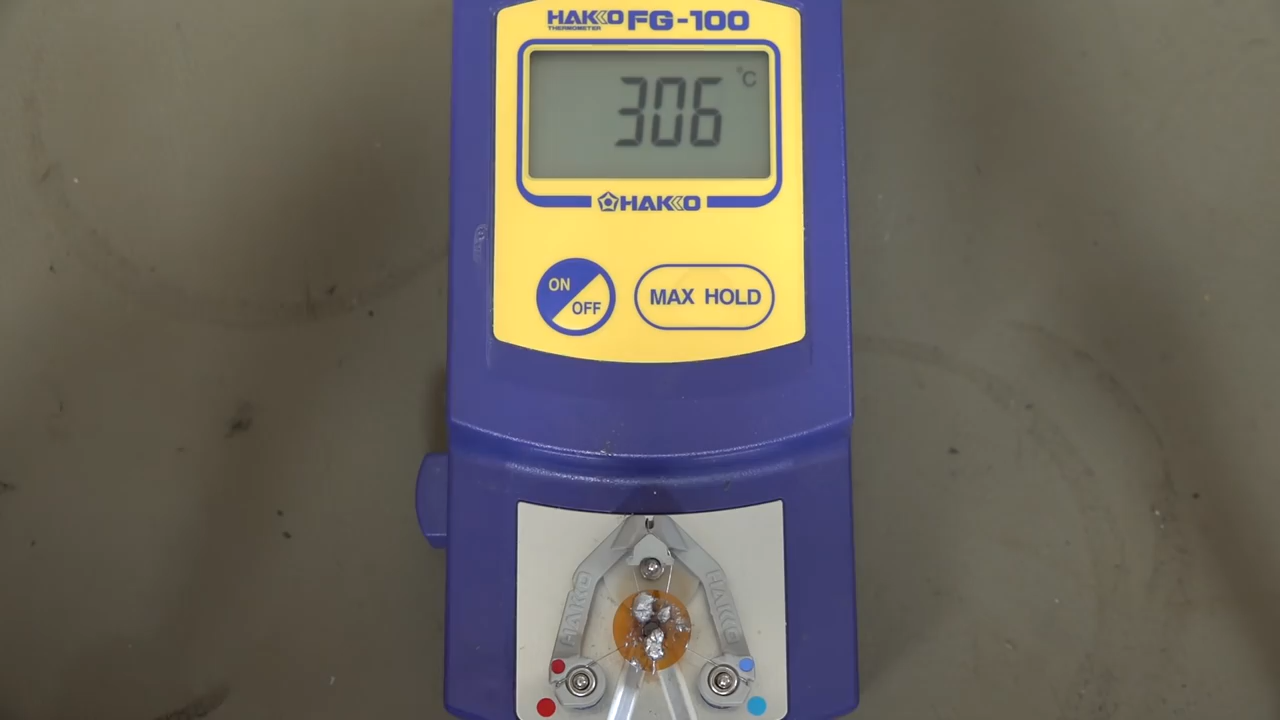 HAKKO FG-100
THERMOMETER
306 °C
HAKKO
ON
OFF
MAX HOLD
HAKKO
HAKKO